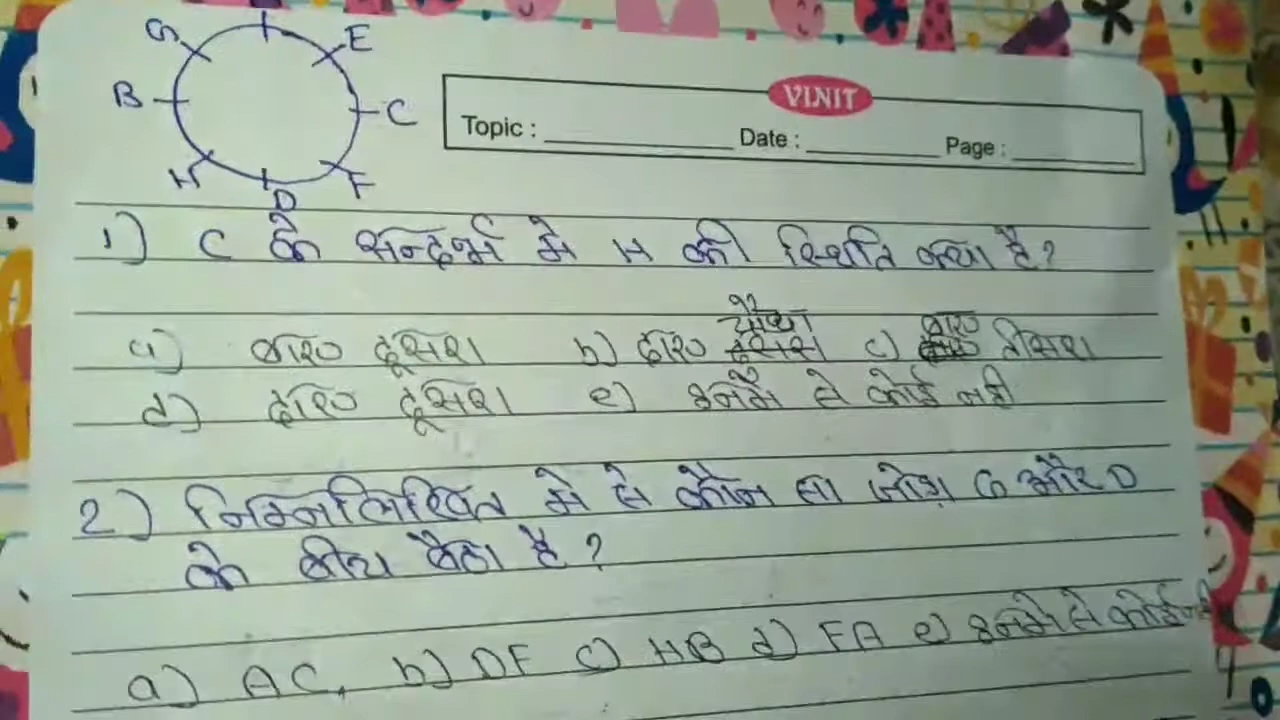 G E
B C
H F
D
VINIT
Topic : Date : Page :
1) C के सन्दर्भ मे H की स्थिति क्या है?
चौथा
a) बाएं दूसरा b) दाएं c) बाएं तीसरा
d) दाएं दूसरा e) इनमें से कोई नही
2) निम्नलिखित मे से कौन सा जोड़ा G और D
के बीच बैठा है?
a) AC, b) DF c) HB d) FA e) इनमे से कोई नही